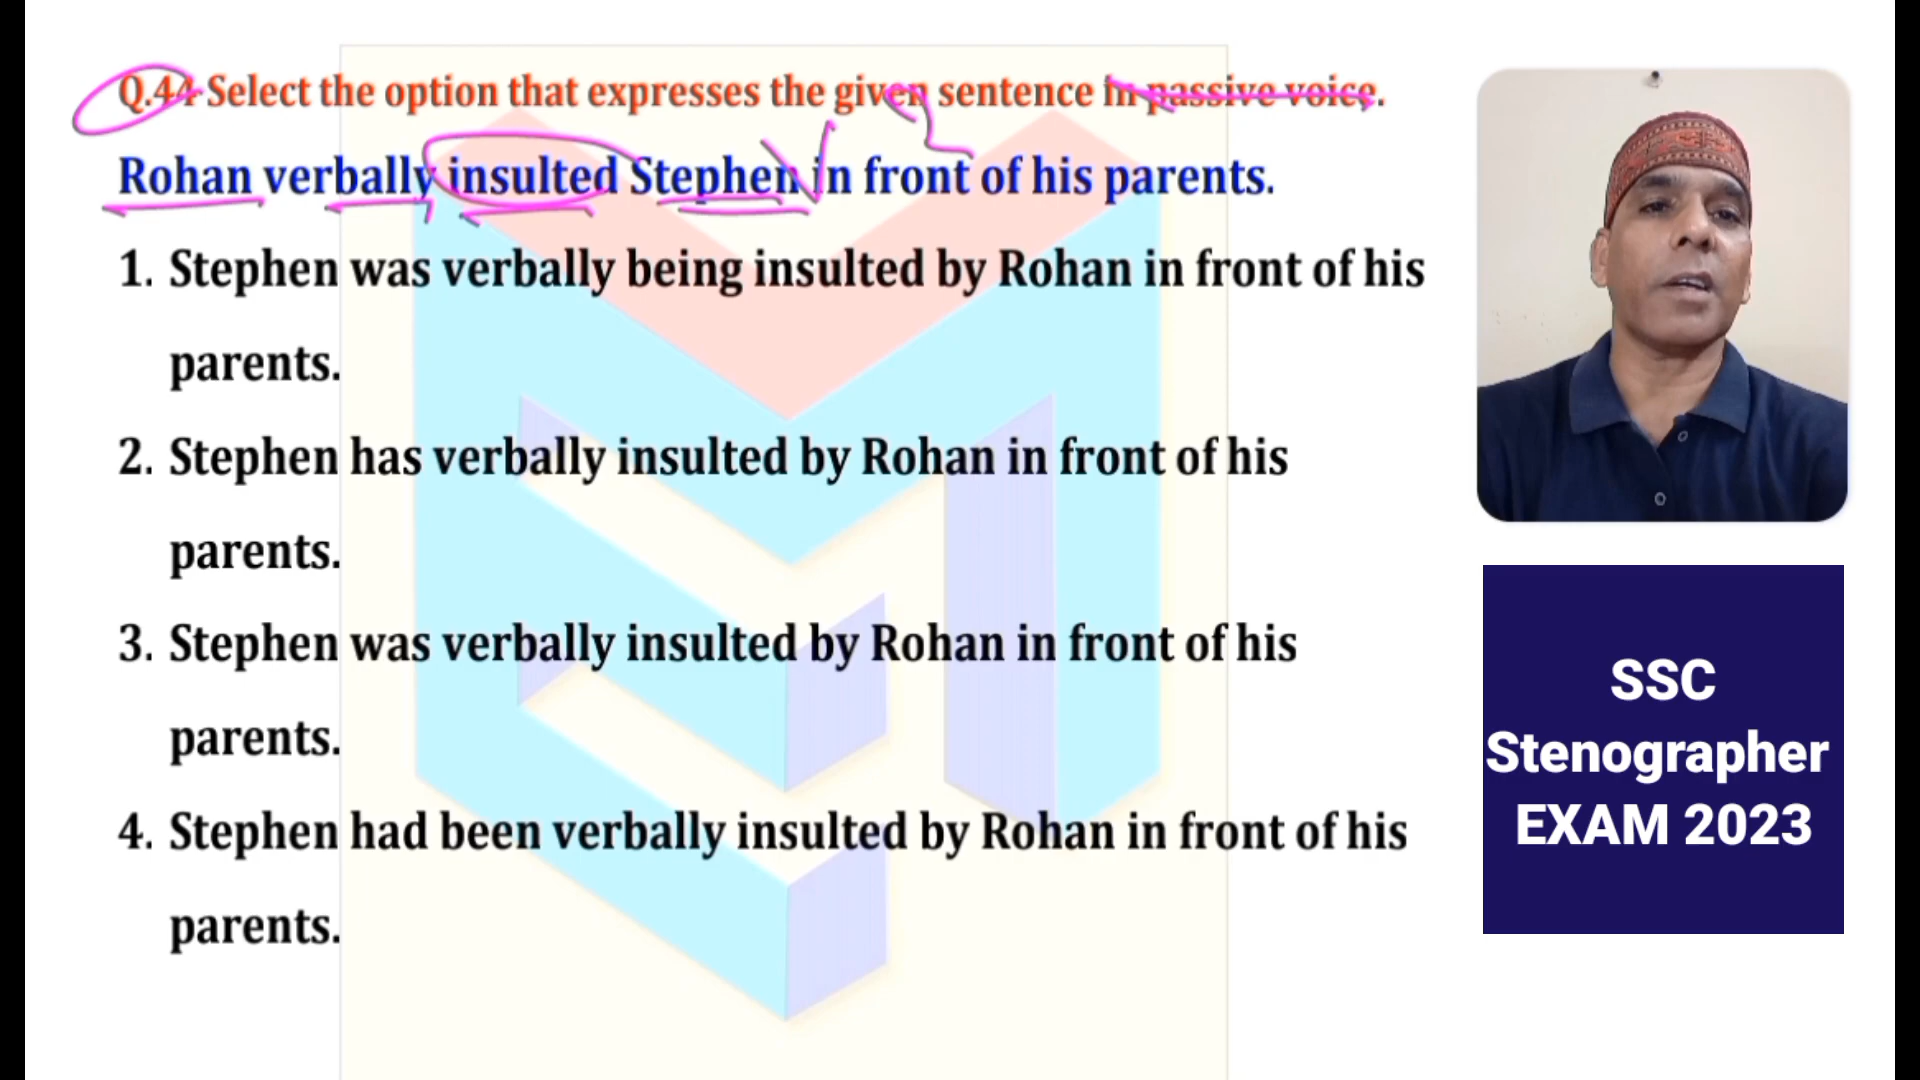 Q.44 Select the option that expresses the given sentence in passive voice.
Rohan verbally insulted Stephen in front of his parents.
1. Stephen was verbally being insulted by Rohan in front of his
parents.
2. Stephen has verbally insulted by Rohan in front of his
parents.
3. Stephen was verbally insulted by Rohan in front of his
parents.
4. Stephen had been verbally insulted by Rohan in front of his
parents.
SSC
Stenographer
EXAM 2023